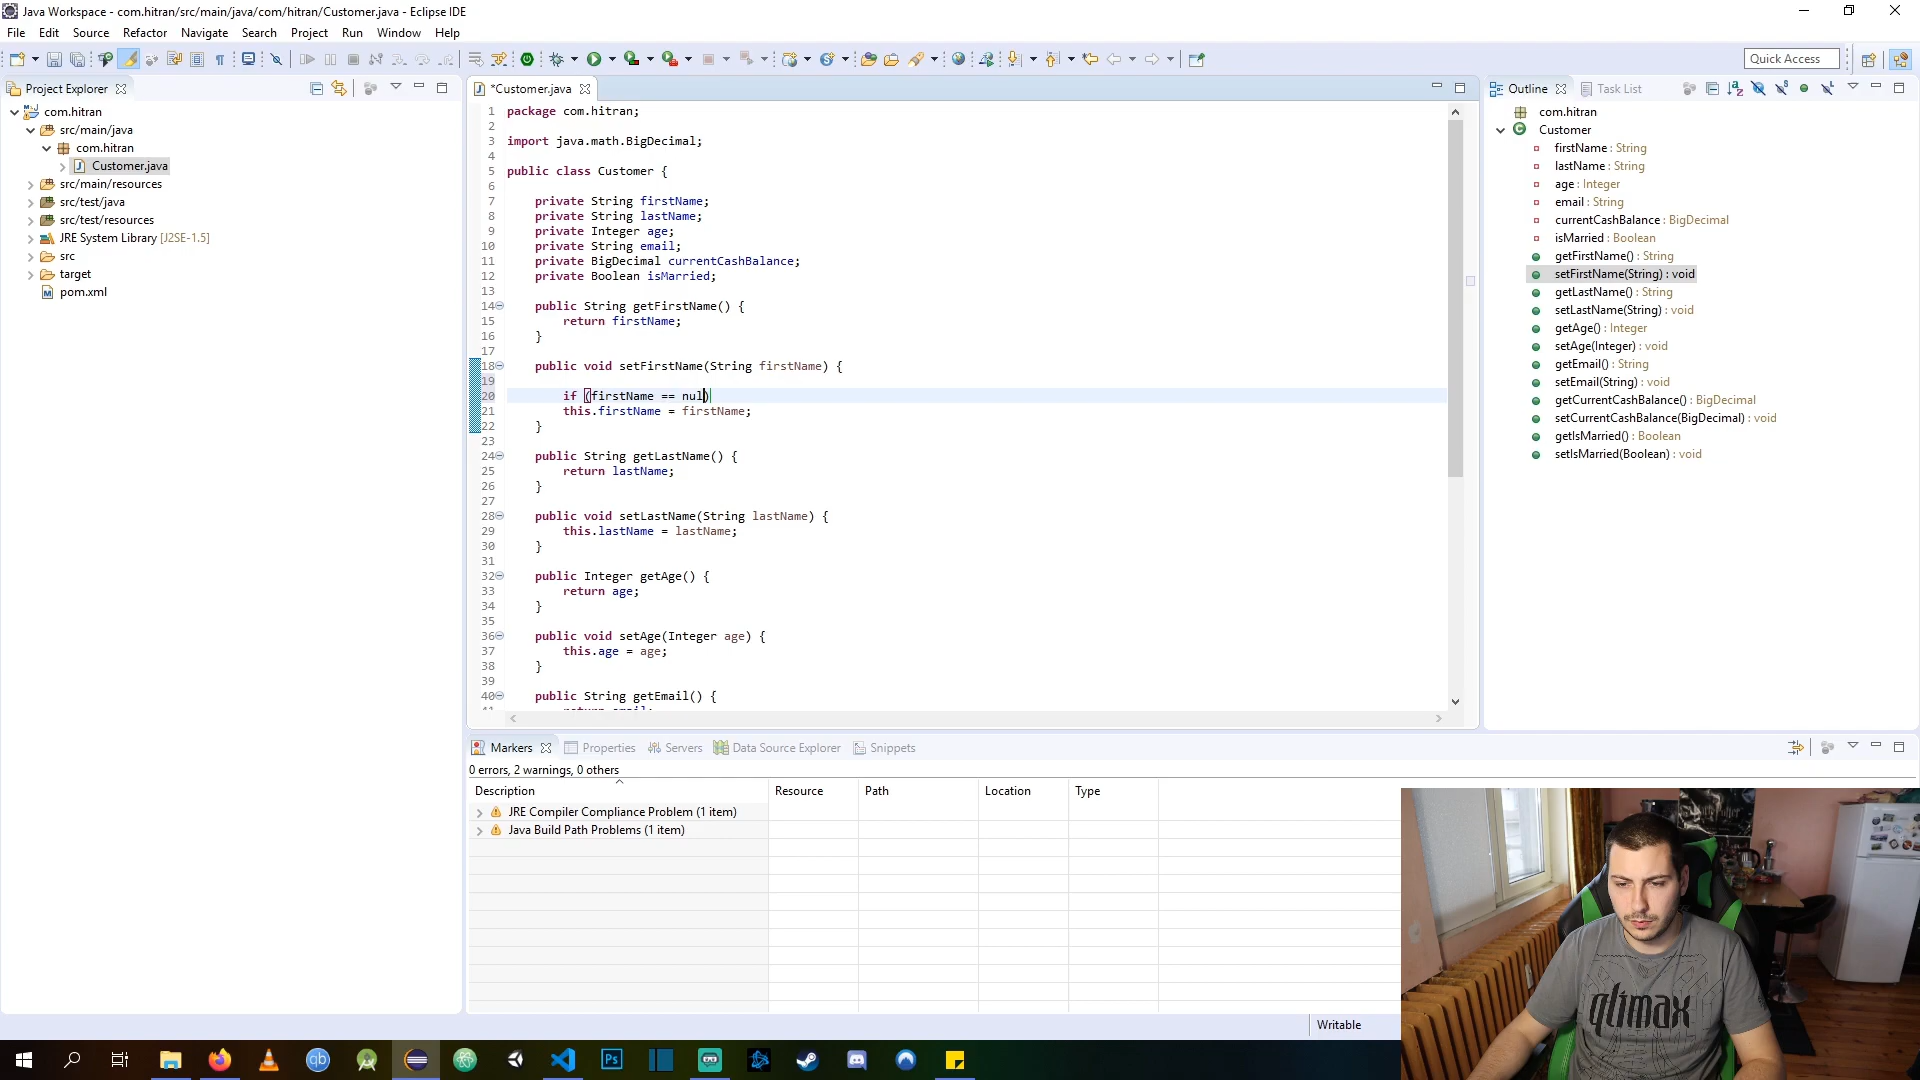 Java Workspace - com.hitran/src/main/java/com/hitran/Customer.java - Eclipse IDE
File Edit Source Refactor Navigate Search Project Run Window Help
Quick Access
Project Explorer
com.hitran
src/main/java
com.hitran
Customer.java
src/main/resources
src/test/java
src/test/resources
JRE System Library [J2SE-1.5]
src
target
pom.xml
*Customer.java
1 package com.hitran;
2
3 import java.math.BigDecimal;
4
5 public class Customer {
6
7 private String firstName;
8 private String lastName;
9 private Integer age;
10 private String email;
11 private BigDecimal currentCashBalance;
12 private Boolean isMarried;
13
14 public String getFirstName() {
15 return firstName;
16 }
17
18 public void setFirstName(String firstName) {
19
20 if (firstName == nul)
21 this.firstName = firstName;
22 }
23
24 public String getLastName() {
25 return lastName;
26 }
27
28 public void setLastName(String lastName) {
29 this.lastName = lastName;
30 }
31
32 public Integer getAge() {
33 return age;
34 }
35
36 public void setAge(Integer age) {
37 this.age = age;
38 }
39
40 public String getEmail() {
41 return email;
Outline Task List
com.hitran
Customer
firstName : String
lastName : String
age : Integer
email : String
currentCashBalance : BigDecimal
isMarried : Boolean
getFirstName() : String
setFirstName(String) : void
getLastName() : String
setLastName(String) : void
getAge() : Integer
setAge(Integer) : void
getEmail() : String
setEmail(String) : void
getCurrentCashBalance() : BigDecimal
setCurrentCashBalance(BigDecimal) : void
getIsMarried() : Boolean
setIsMarried(Boolean) : void
Markers Properties Servers Data Source Explorer Snippets
0 errors, 2 warnings, 0 others
Description Resource Path Location Type
JRE Compiler Compliance Problem (1 item)
Java Build Path Problems (1 item)
Writable
qlimax
qb
Ps